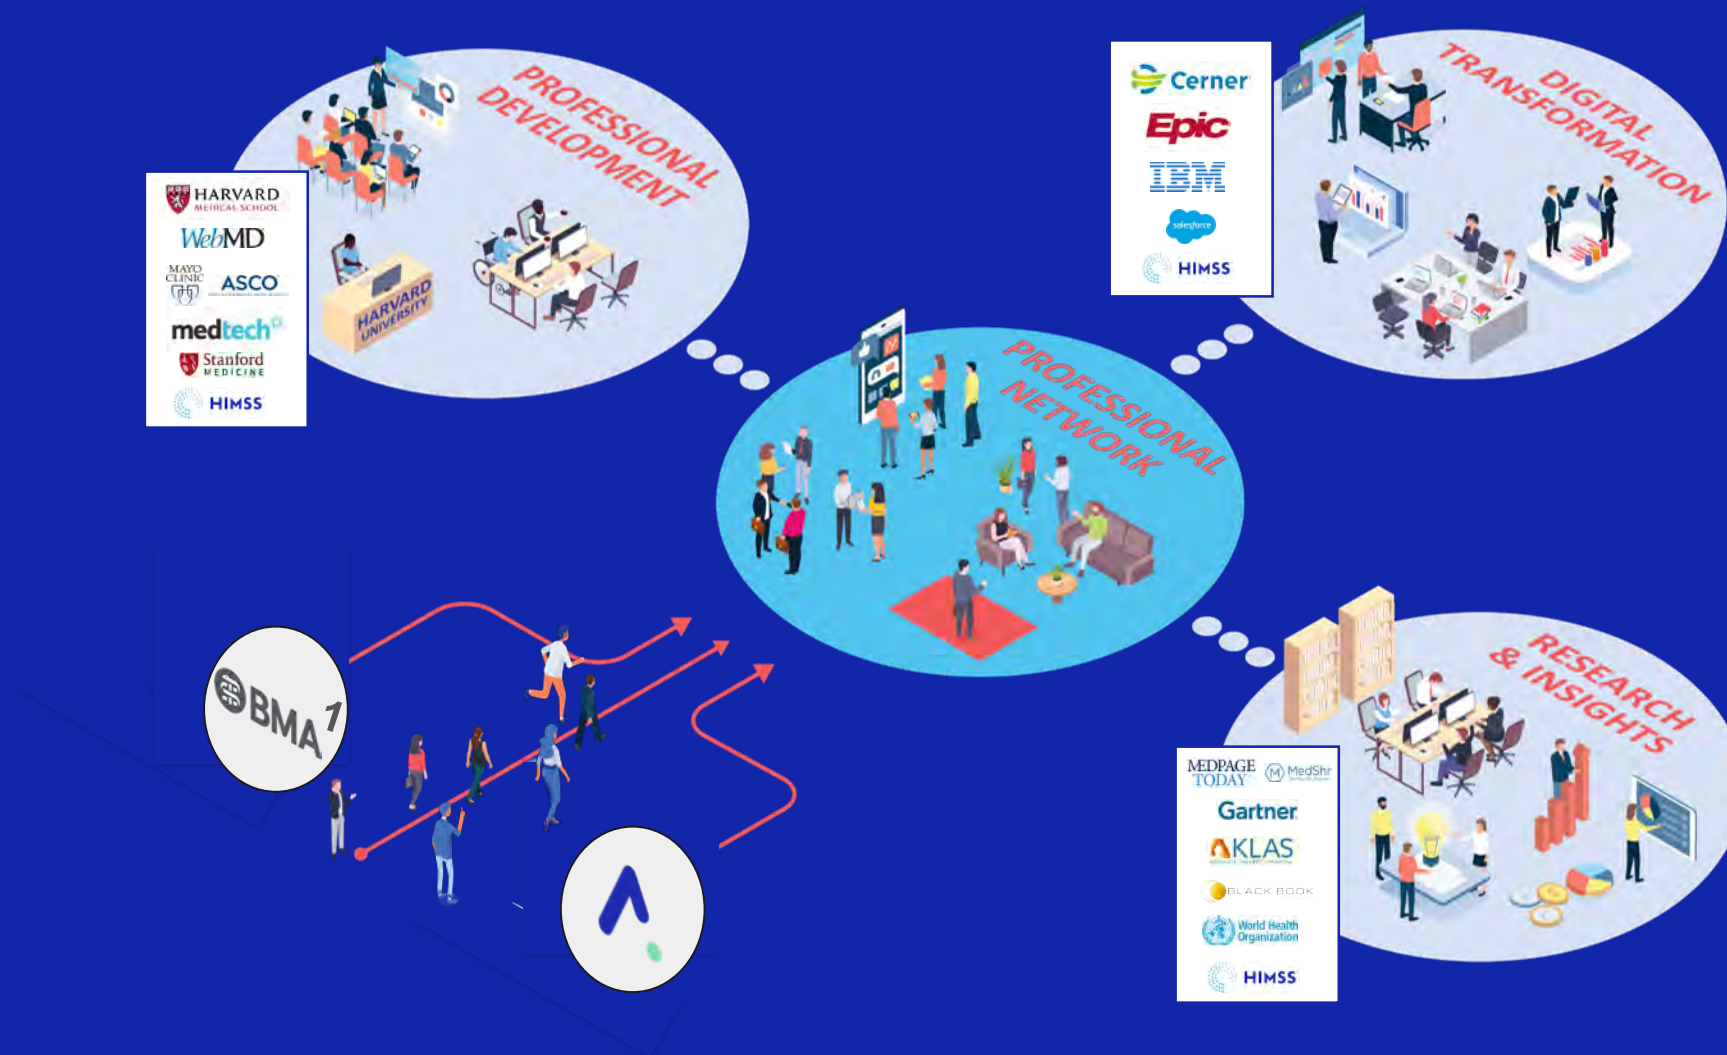 PROFESSIONAL
DEVELOPMENT
HARVARD
MEDICAL SCHOOL
WebMD
MAYO
CLINIC
ASCO
medtech
Stanford
MEDICINE
HIMSS
HARVARD
UNIVERSITY
DIGITAL
TRANSFORMATION
Cerner
Epic
IBM
salesforce
HIMSS
PROFESSIONAL
NETWORK
BMA 1
RESEARCH
& INSIGHTS
MEDPAGE
TODAY
MedShr
Gartner
KLAS
BLACK BOOK
World Health
Organization
HIMSS